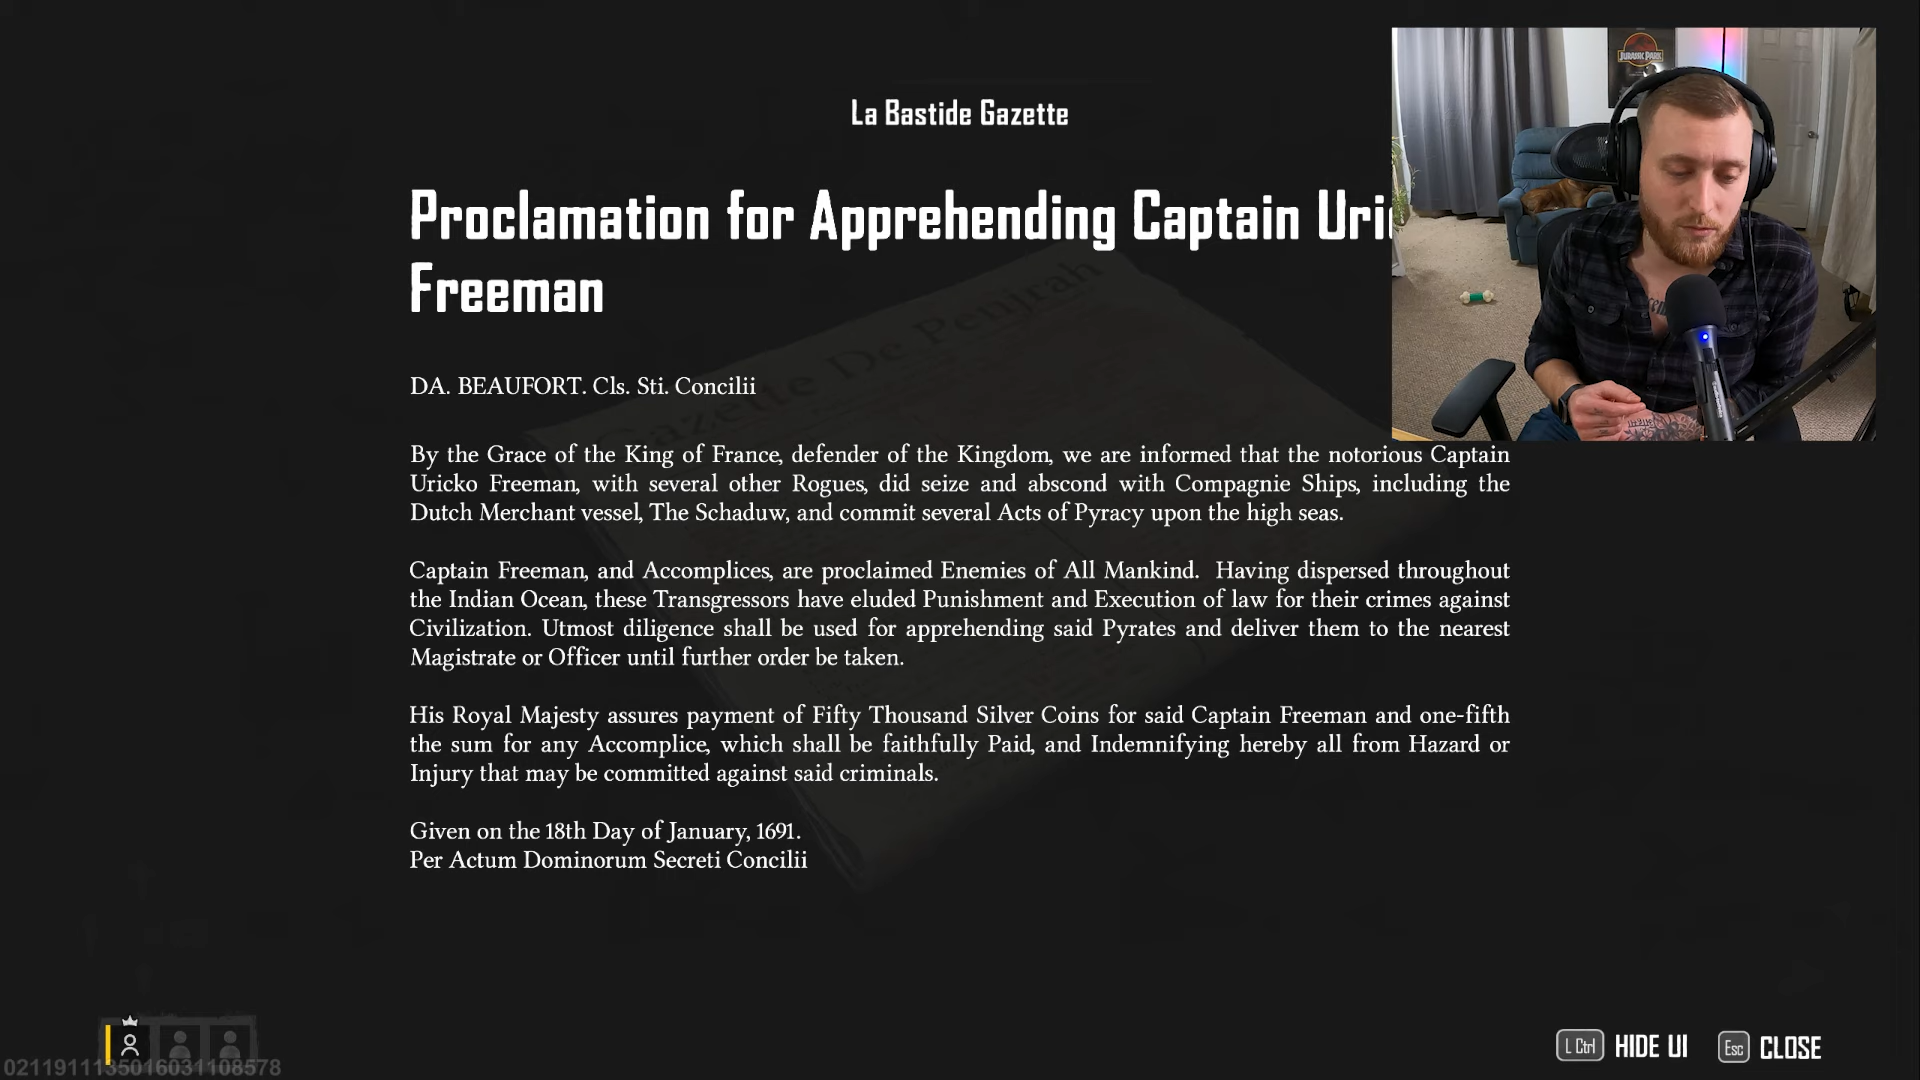 La Bastide Gazette
JURASSIC PARK
Proclamation for Apprehending Captain
Freeman
Gazette De Penjrah
DA. BEAUFORT. Cls. Sti. Concilii
By the Grace of the King of France, defender of the Kingdom, we are informed that the notorious Captain
Uricko Freeman, with several other Rogues, did seize and abscond with Compagnie Ships, including the
Dutch Merchant vessel, The Schaduw, and commit several Acts of Pyracy upon the high seas.
Captain Freeman, and Accomplices, are proclaimed Enemies of All Mankind. Having dispersed throughout
the Indian Ocean, these Transgressors have eluded Punishment and Execution of law for their crimes against
Civilization. Utmost diligence shall be used for apprehending said Pyrates and deliver them to the nearest
Magistrate or Officer until further order be taken.
His Royal Majesty assures payment of Fifty Thousand Silver Coins for said Captain Freeman and one-fifth
the sum for any Accomplice, which shall be faithfully Paid, and Indemnifying hereby all from Hazard or
Injury that may be committed against said criminals.
Given on the 18th Day of January, 1691.
Per Actum Dominorum Secreti Concilii
L Ctrl HIDE UI Esc CLOSE
0211911135016031108578